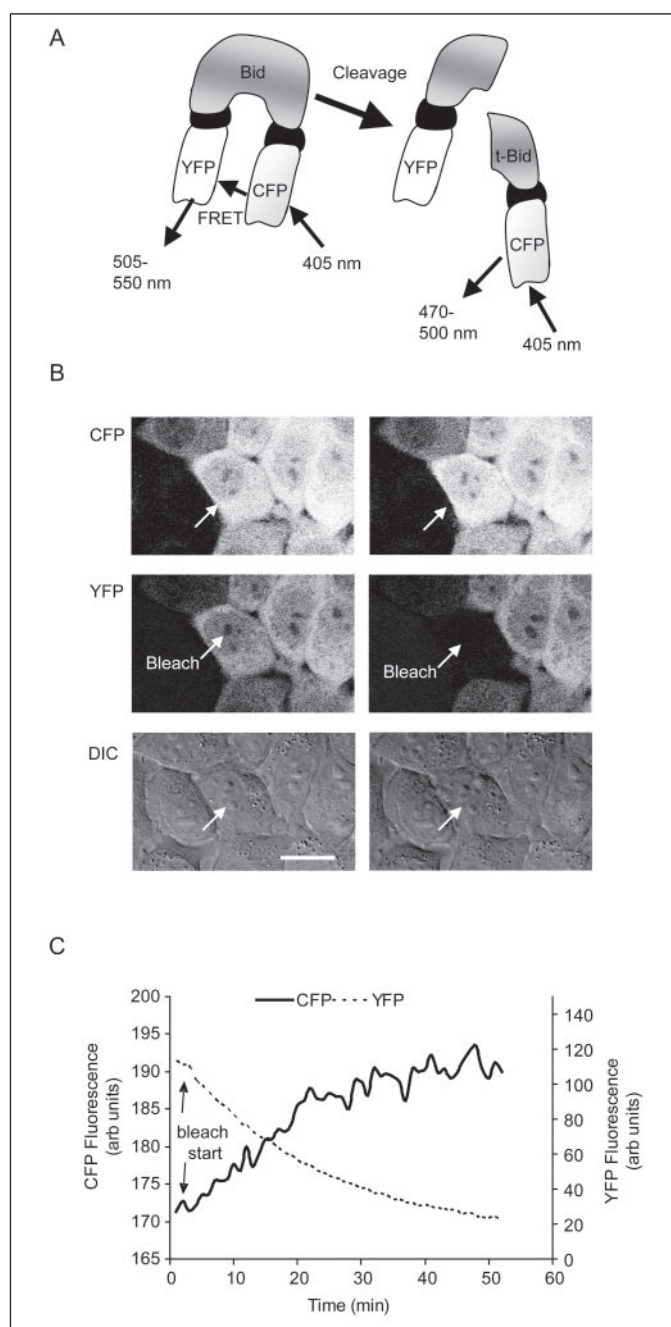 A
Bid
Cleavage
YFP
CFP
FRET
505-
550 nm
405 nm
YFP
t-Bid
CFP
470-
500 nm
405 nm
B
CFP
YFP
Bleach
Bleach
DIC
C
CFP
YFP
200
195
190
185
180
175
170
165
CFP Fluorescence
(arb units)
bleach
start
140
120
100
80
60
40
20
0
YFP Fluorescence
(arb units)
0
10
20
30
40
50
60
Time (min)